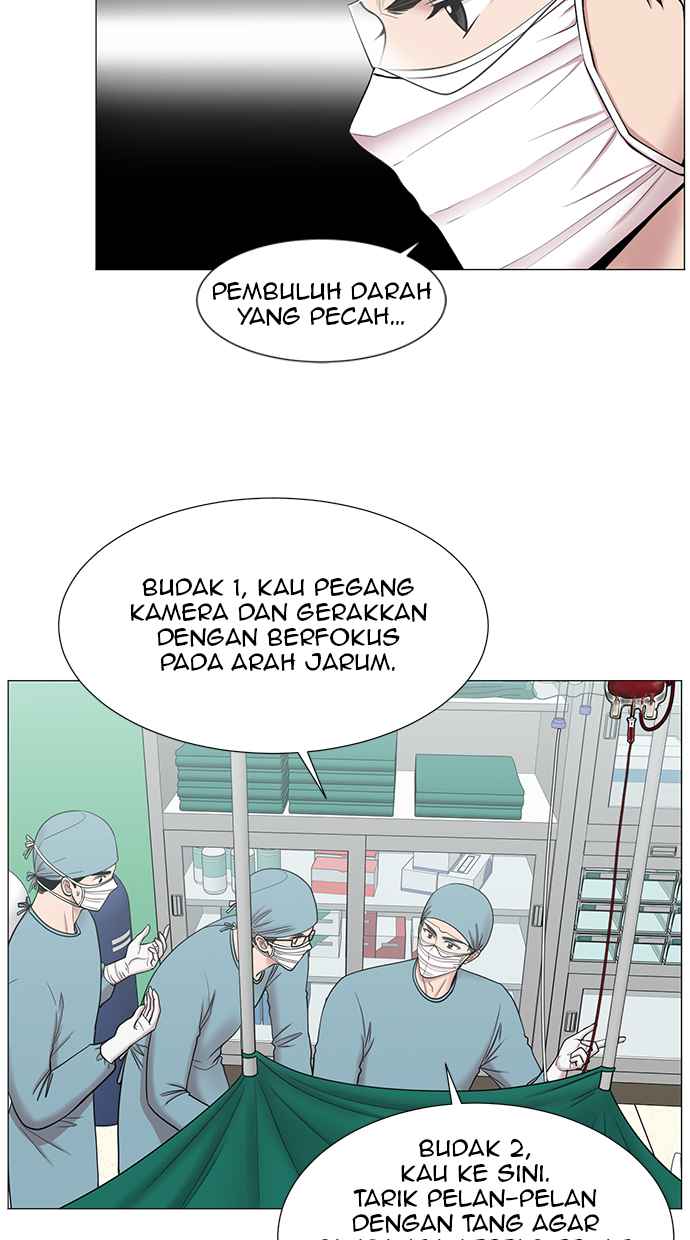 PEMBULUH DARAH
YANG PECAH...
BUDAK 1, KAU PEGANG
KAMERA DAN GERAKKAN
DENGAN BERFOKUS
PADA ARAH JARUM.
BUDAK 2,
KAU KE SINI.
TARIK PELAN-PELAN
DENGAN TANG AGAR